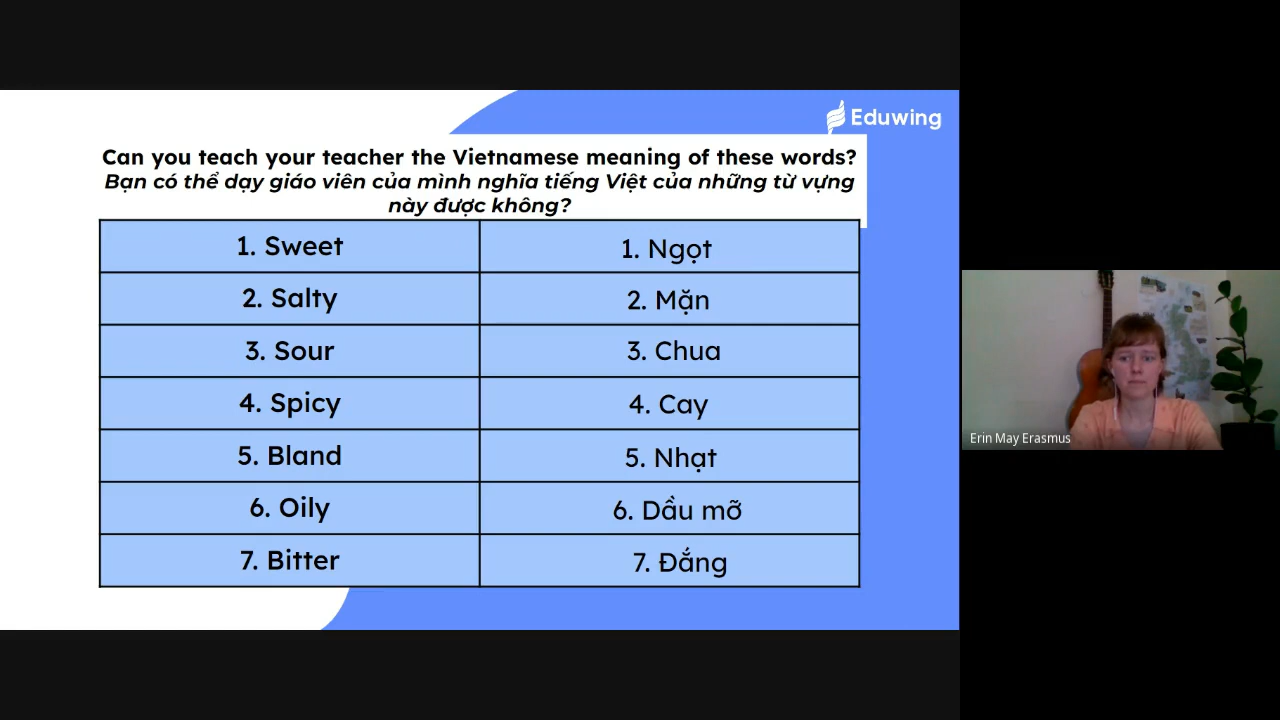 Eduwing
Can you teach your teacher the Vietnamese meaning of these words?
Bạn có thể dạy giáo viên của mình nghĩa tiếng Việt của những từ vựng
này được không?
1. Sweet
1. Ngọt
2. Salty
2. Mặn
3. Sour
3. Chua
4. Spicy
4. Cay
5. Bland
5. Nhạt
6. Oily
6. Dầu mỡ
7. Bitter
7. Đắng
Erin May Erasmus